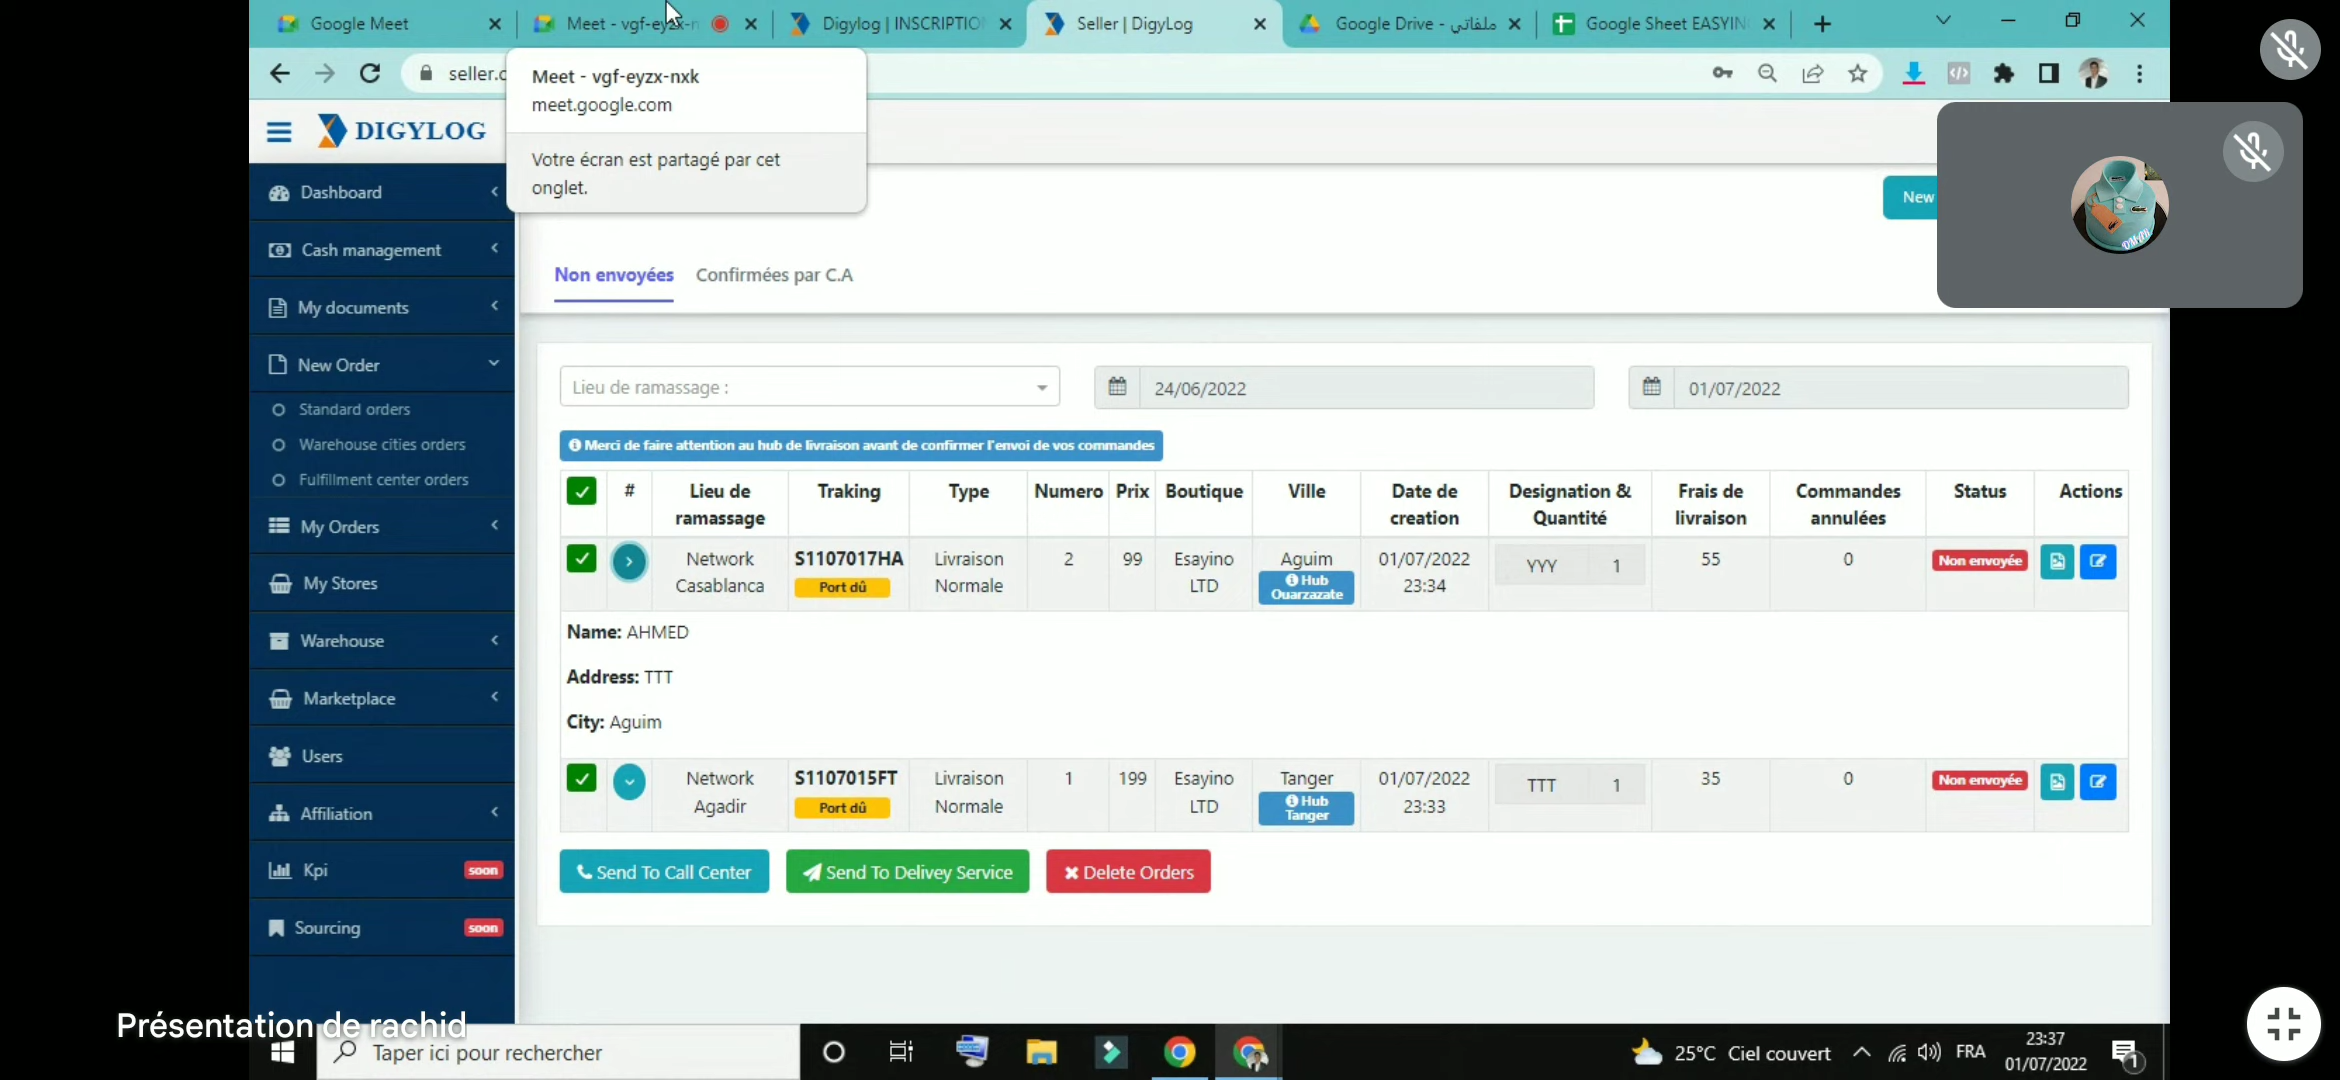 Google Meet
Meet - vgf-eyzx-n
Digylog | INSCRIPTION
Seller | DigyLog
Google Drive - ملفاتي
Google Sheet EASYIN
seller.c
Meet - vgf-eyzx-nxk
meet.google.com
Votre écran est partagé par cet
onglet.
DIGYLOG
New
Dashboard
Cash management
My documents
New Order
Standard orders
Warehouse cities orders
Fulfillment center orders
My Orders
My Stores
Warehouse
Marketplace
Users
Affiliation
Kpi soon
Sourcing soon
Non envoyées Confirmées par C.A
Lieu de ramassage : 24/06/2022 01/07/2022
Merci de faire attention au hub de livraison avant de confirmer l'envoi de vos commandes
# Lieu de ramassage Traking Type Numero Prix Boutique Ville Date de creation Designation & Quantité Frais de livraison Commandes annulées Status Actions
Network Casablanca S1107017HA Port dû Livraison Normale 2 99 Esayino LTD Aguim Hub Ouarzazate 01/07/2022 23:34 YYY 1 55 0 Non envoyée
Name: AHMED
Address: TTT
City: Aguim
Network Agadir S1107015FT Port dû Livraison Normale 1 199 Esayino LTD Tanger Hub Tanger 01/07/2022 23:33 TTT 1 35 0 Non envoyée
Send To Call Center Send To Delivey Service Delete Orders
Présentation de rachid
Taper ici pour rechercher
25°C Ciel couvert FRA
23:37
01/07/2022
1